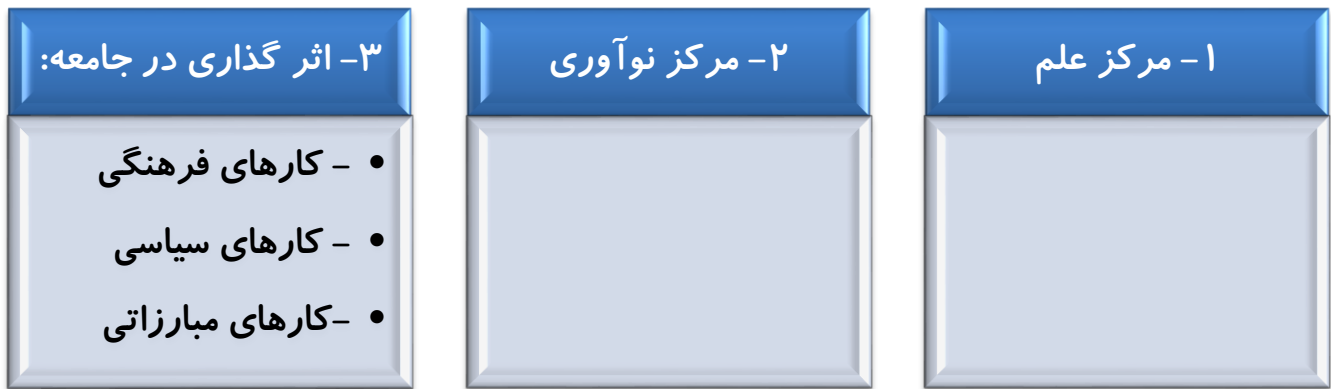 ۱- مرکز علم
۲- مرکز نوآوری
۳- اثر گذاری در جامعه:
• - کارهای فرهنگی
• - کارهای سیاسی
• -کارهای مبارزاتی